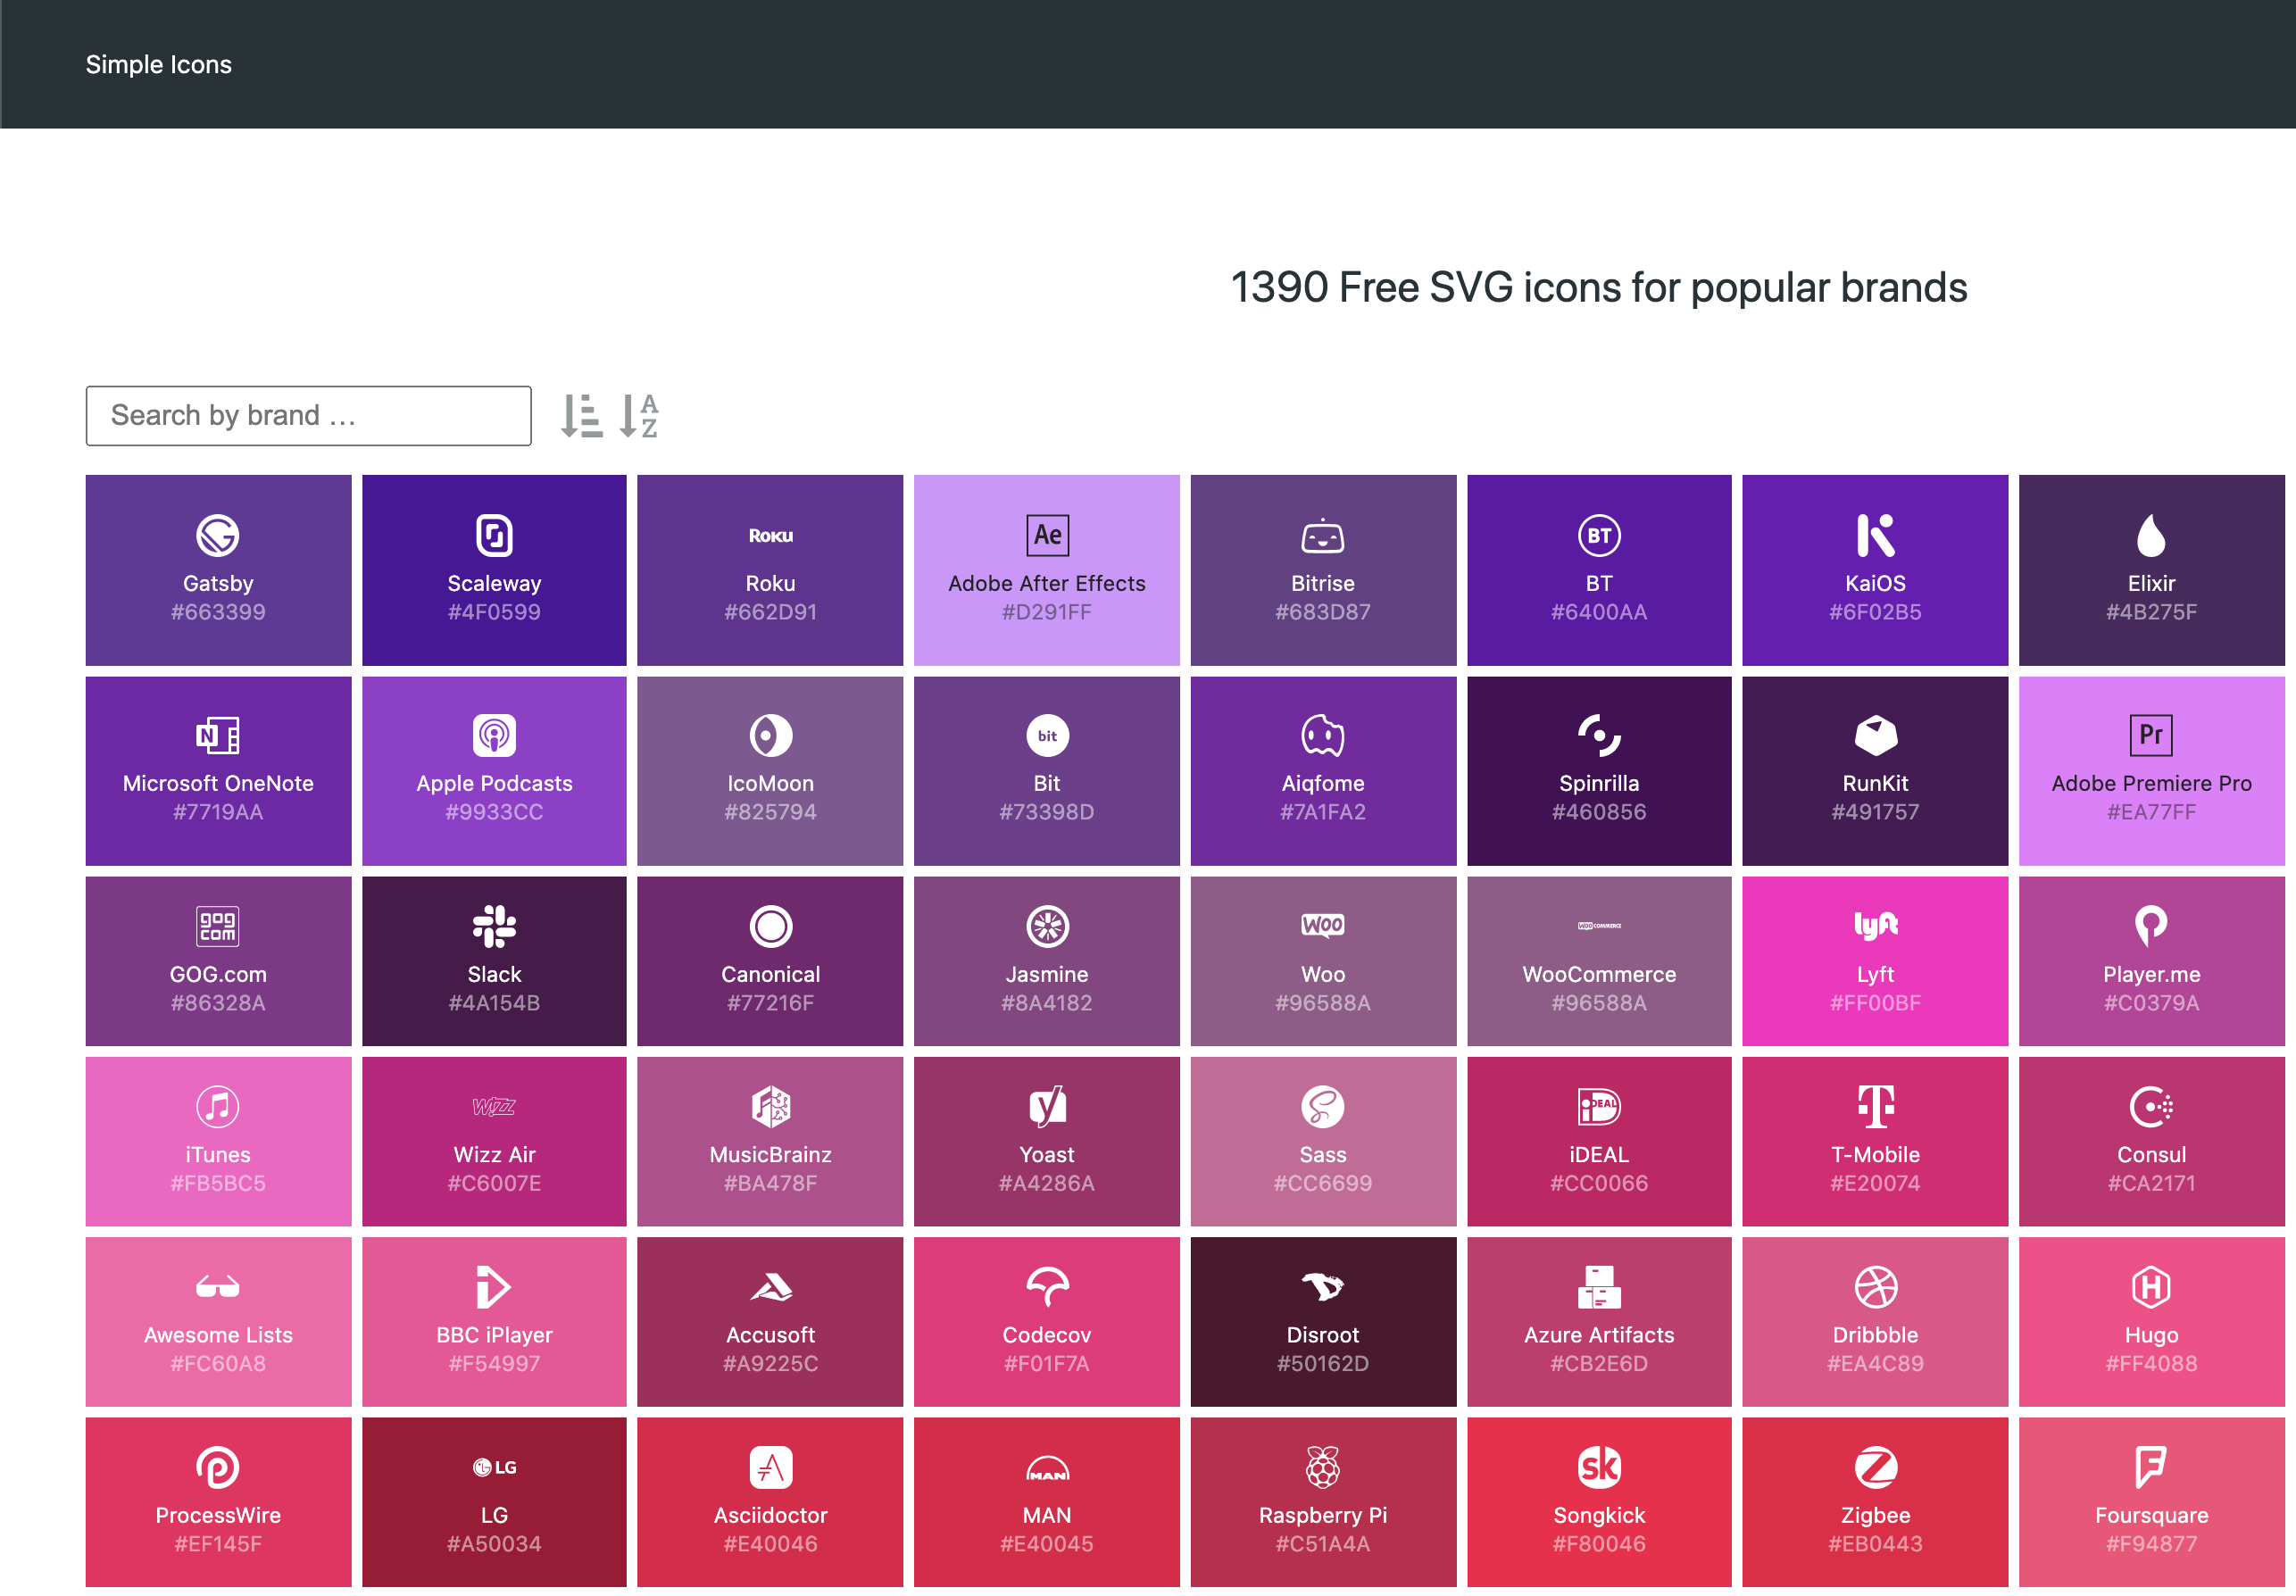 Simple Icons
1390 Free SVG icons for popular brands
Search by brand …
A
Z
Roku
Ae
BT
Gatsby
Scaleway
Roku
Adobe After Effects
Bitrise
BT
KaiOS
Elixir
#663399
#4F0599
#662D91
#D291FF
#683D87
#6400AA
#6F02B5
#4B275F
N
bit
Pr
Microsoft OneNote
Apple Podcasts
IcoMoon
Bit
Aiqfome
Spinrilla
RunKit
Adobe Premiere Pro
#7719AA
#9933CC
#825794
#73398D
#7A1FA2
#460856
#491757
#EA77FF
gog
com
WOO
WOO COMMERCE
lyft
GOG.com
Slack
Canonical
Jasmine
Woo
WooCommerce
Lyft
Player.me
#86328A
#4A154B
#77216F
#8A4182
#96588A
#96588A
#FF00BF
#C0379A
WIZZ
y
iDEAL
T
iTunes
Wizz Air
MusicBrainz
Yoast
Sass
iDEAL
T-Mobile
Consul
#FB5BC5
#C6007E
#BA478F
#A4286A
#CC6699
#CC0066
#E20074
#CA2171
H
Awesome Lists
BBC iPlayer
Accusoft
Codecov
Disroot
Azure Artifacts
Dribbble
Hugo
#FC60A8
#F54997
#A9225C
#F01F7A
#50162D
#CB2E6D
#EA4C89
#FF4088
LG
MAN
sk
ProcessWire
LG
Asciidoctor
MAN
Raspberry Pi
Songkick
Zigbee
Foursquare
#EF145F
#A50034
#E40046
#E40045
#C51A4A
#F80046
#EB0443
#F94877